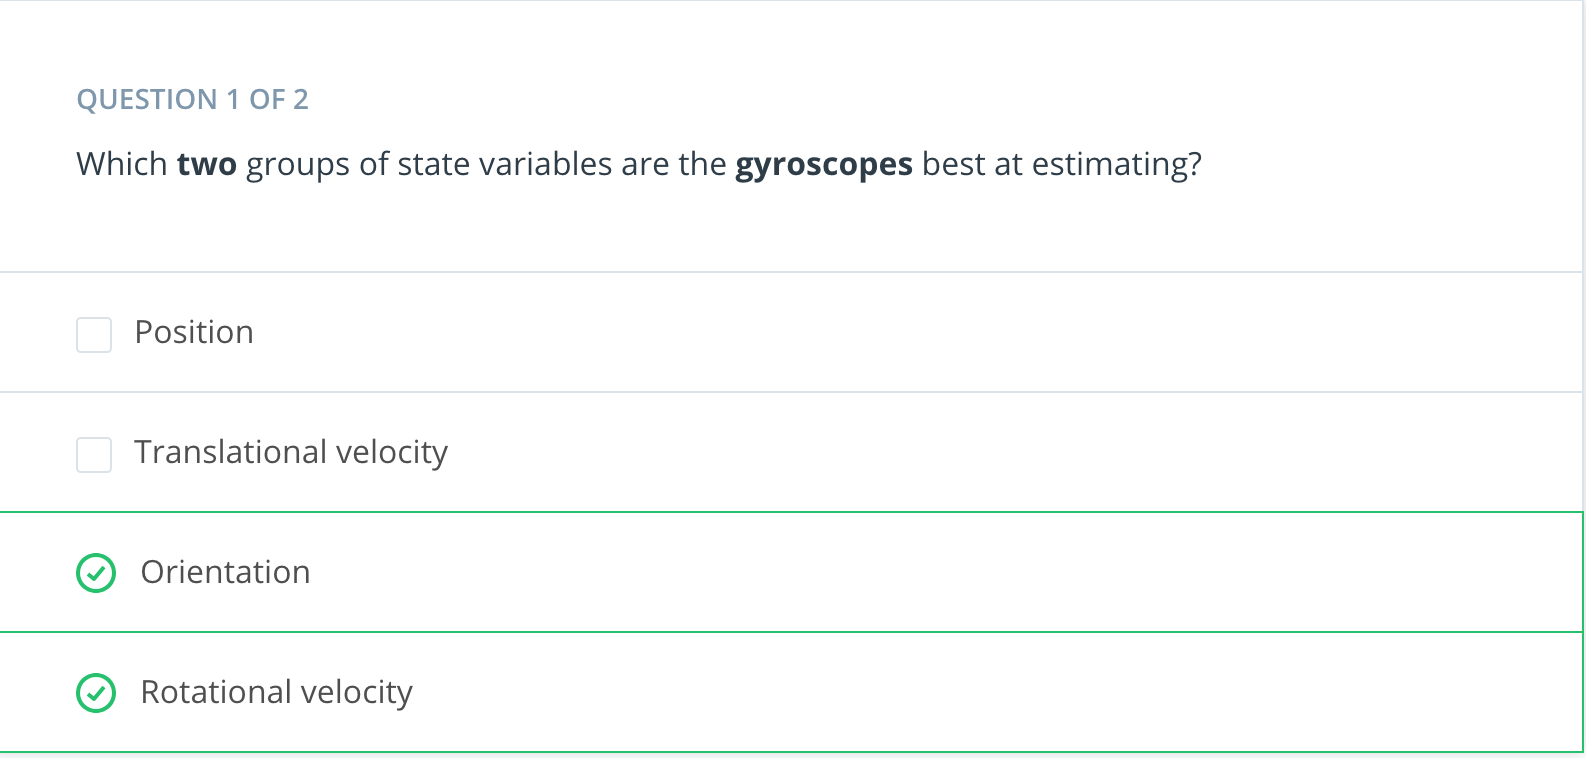 QUESTION 1 OF 2
Which two groups of state variables are the gyroscopes best at estimating?
Position
Translational velocity
Orientation
Rotational velocity